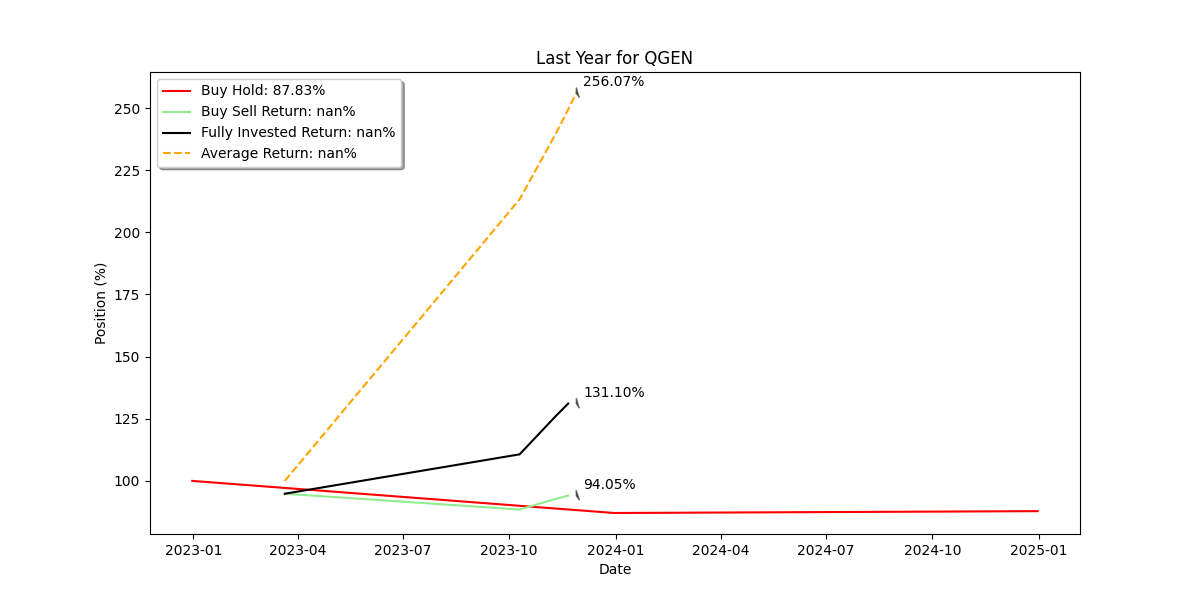 Last Year for QGEN
Buy Hold: 87.83%
Buy Sell Return: nan%
Fully Invested Return: nan%
Average Return: nan%
256.07%
131.10%
94.05%
Position (%)
250
225
200
175
150
125
100
2023-01
2023-04
2023-07
2023-10
2024-01
2024-04
2024-07
2024-10
2025-01
Date